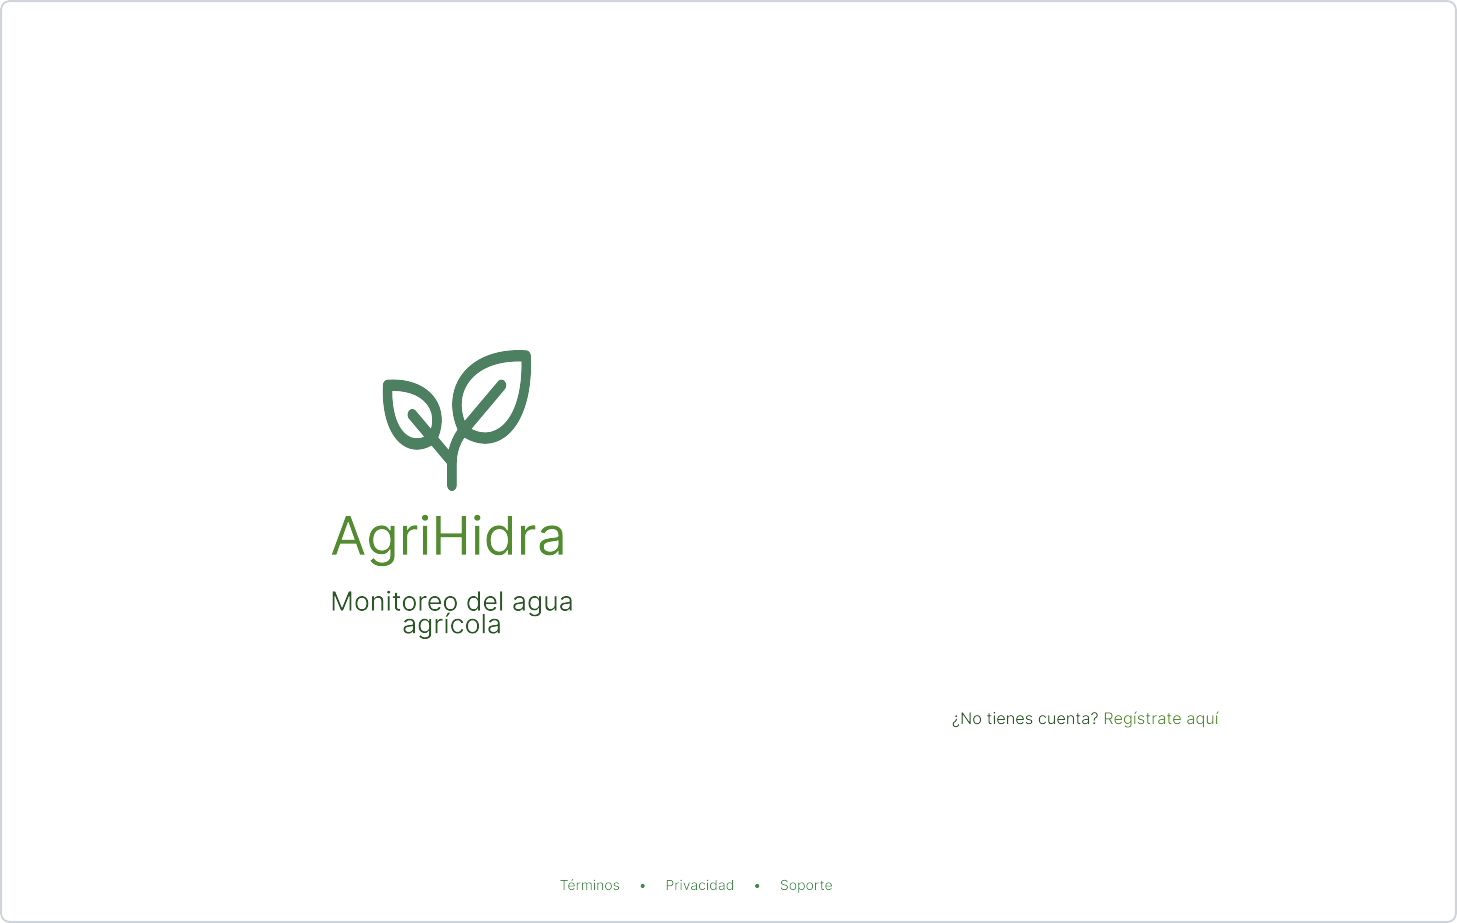 AgriHidra
Monitoreo del agua
agrícola
¿No tienes cuenta? Regístrate aquí
Términos • Privacidad • Soporte